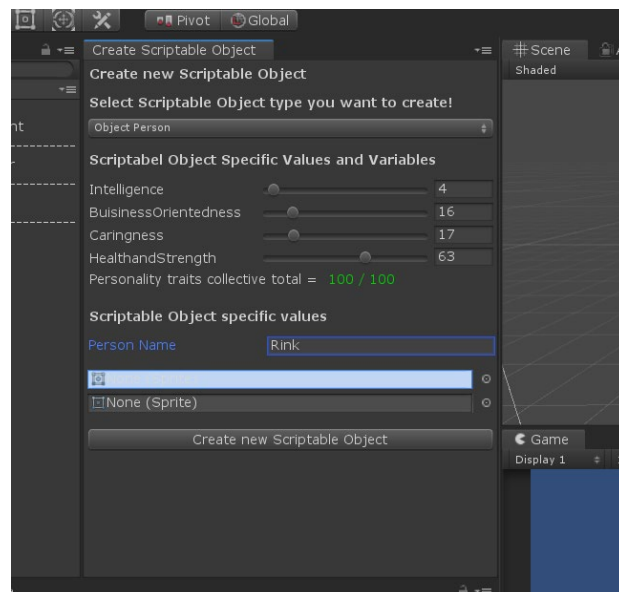 Pivot Global
Create Scriptable Object
Scene
Create new Scriptable Object
Shaded
Select Scriptable Object type you want to create!
nt
Object Person
Scriptabel Object Specific Values and Variables
Intelligence 4
BuisinessOrientedness 16
Caringness 17
HealthandStrength 63
Personality traits collective total = 100 / 100
Scriptable Object specific values
Person Name Rink
None (Sprite)
Create new Scriptable Object
Game
Display 1